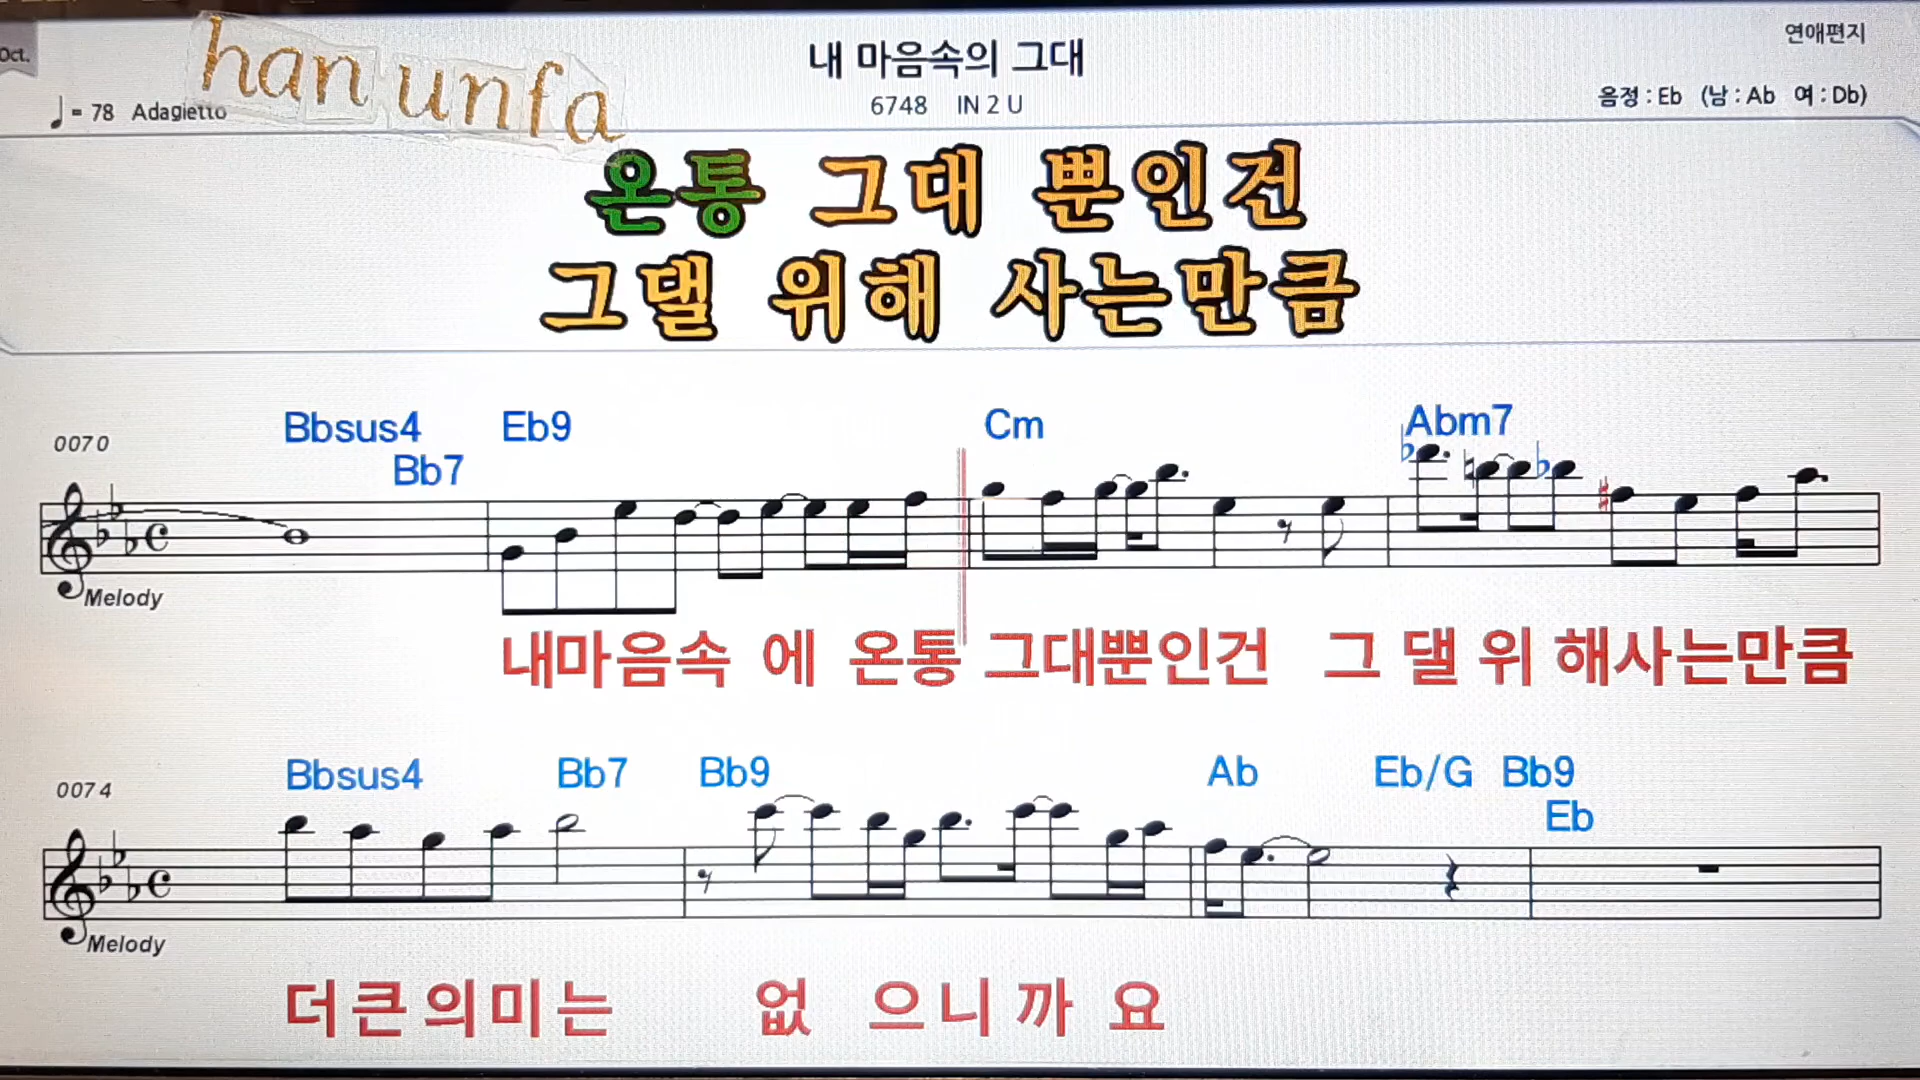 Oct.
han unfa
내 마음속의 그대
연애편지
= 78 Adagietto
6748 IN 2 U
음정 : Eb (남 : Ab 여 : Db)
온통 그대 뿐인건
그댈 위해 사는만큼
Bbsus4 Eb9 Cm Abm7
0070
Bb7
Melody
내마음속 에 온통 그대뿐인건 그 댈 위 해사는만큼
Bbsus4 Bb7 Bb9 Ab Eb/G Bb9
0074
Eb
Melody
더큰의미는 없 으니까 요